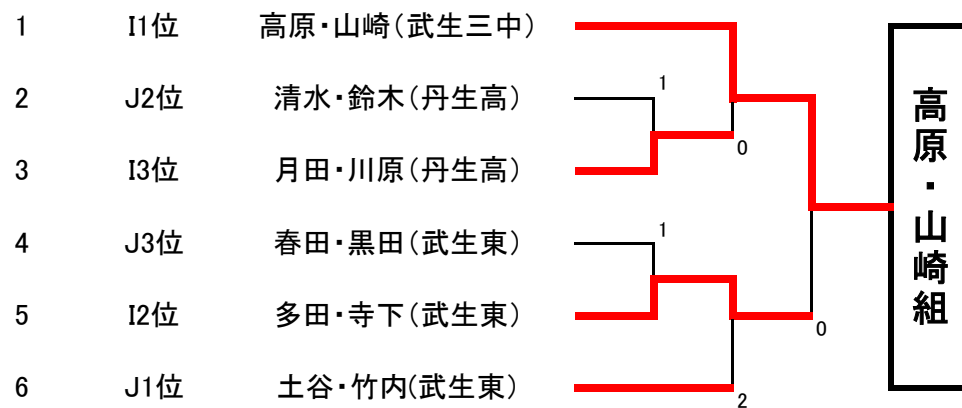 1 I1位 高原・山崎(武生三中)
1
2 J2位 清水・鈴木(丹生高)
0
3 I3位 月田・川原(丹生高)
1
4 J3位 春田・黒田(武生東)
5 I2位 多田・寺下(武生東)
0
6 J1位 土谷・竹内(武生東)
2
高原・山崎組